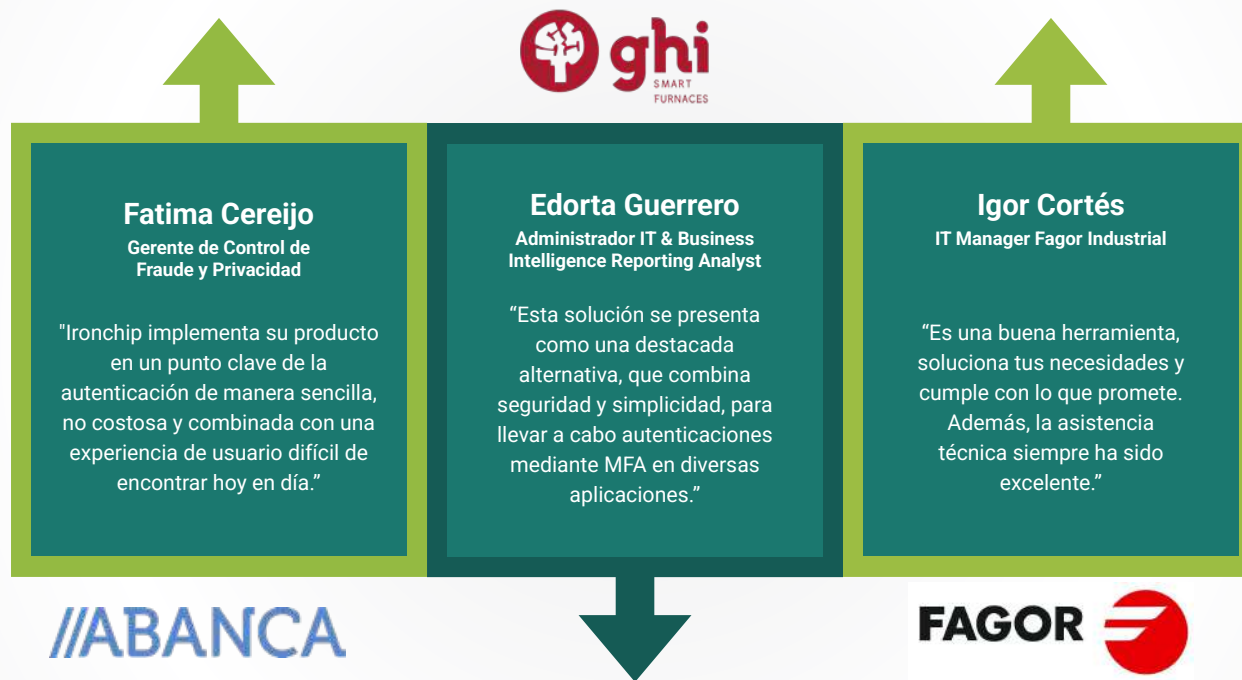 ghi
SMART
FURNACES
Fatima Cereijo
Gerente de Control de
Fraude y Privacidad
"Ironchip implementa su producto
en un punto clave de la
autenticación de manera sencilla,
no costosa y combinada con una
experiencia de usuario difícil de
encontrar hoy en día.”
//ABANCA
Edorta Guerrero
Administrador IT & Business
Intelligence Reporting Analyst
“Esta solución se presenta
como una destacada
alternativa, que combina
seguridad y simplicidad, para
llevar a cabo autenticaciones
mediante MFA en diversas
aplicaciones.”
Igor Cortés
IT Manager Fagor Industrial
“Es una buena herramienta,
soluciona tus necesidades y
cumple con lo que promete.
Además, la asistencia
técnica siempre ha sido
excelente.”
FAGOR